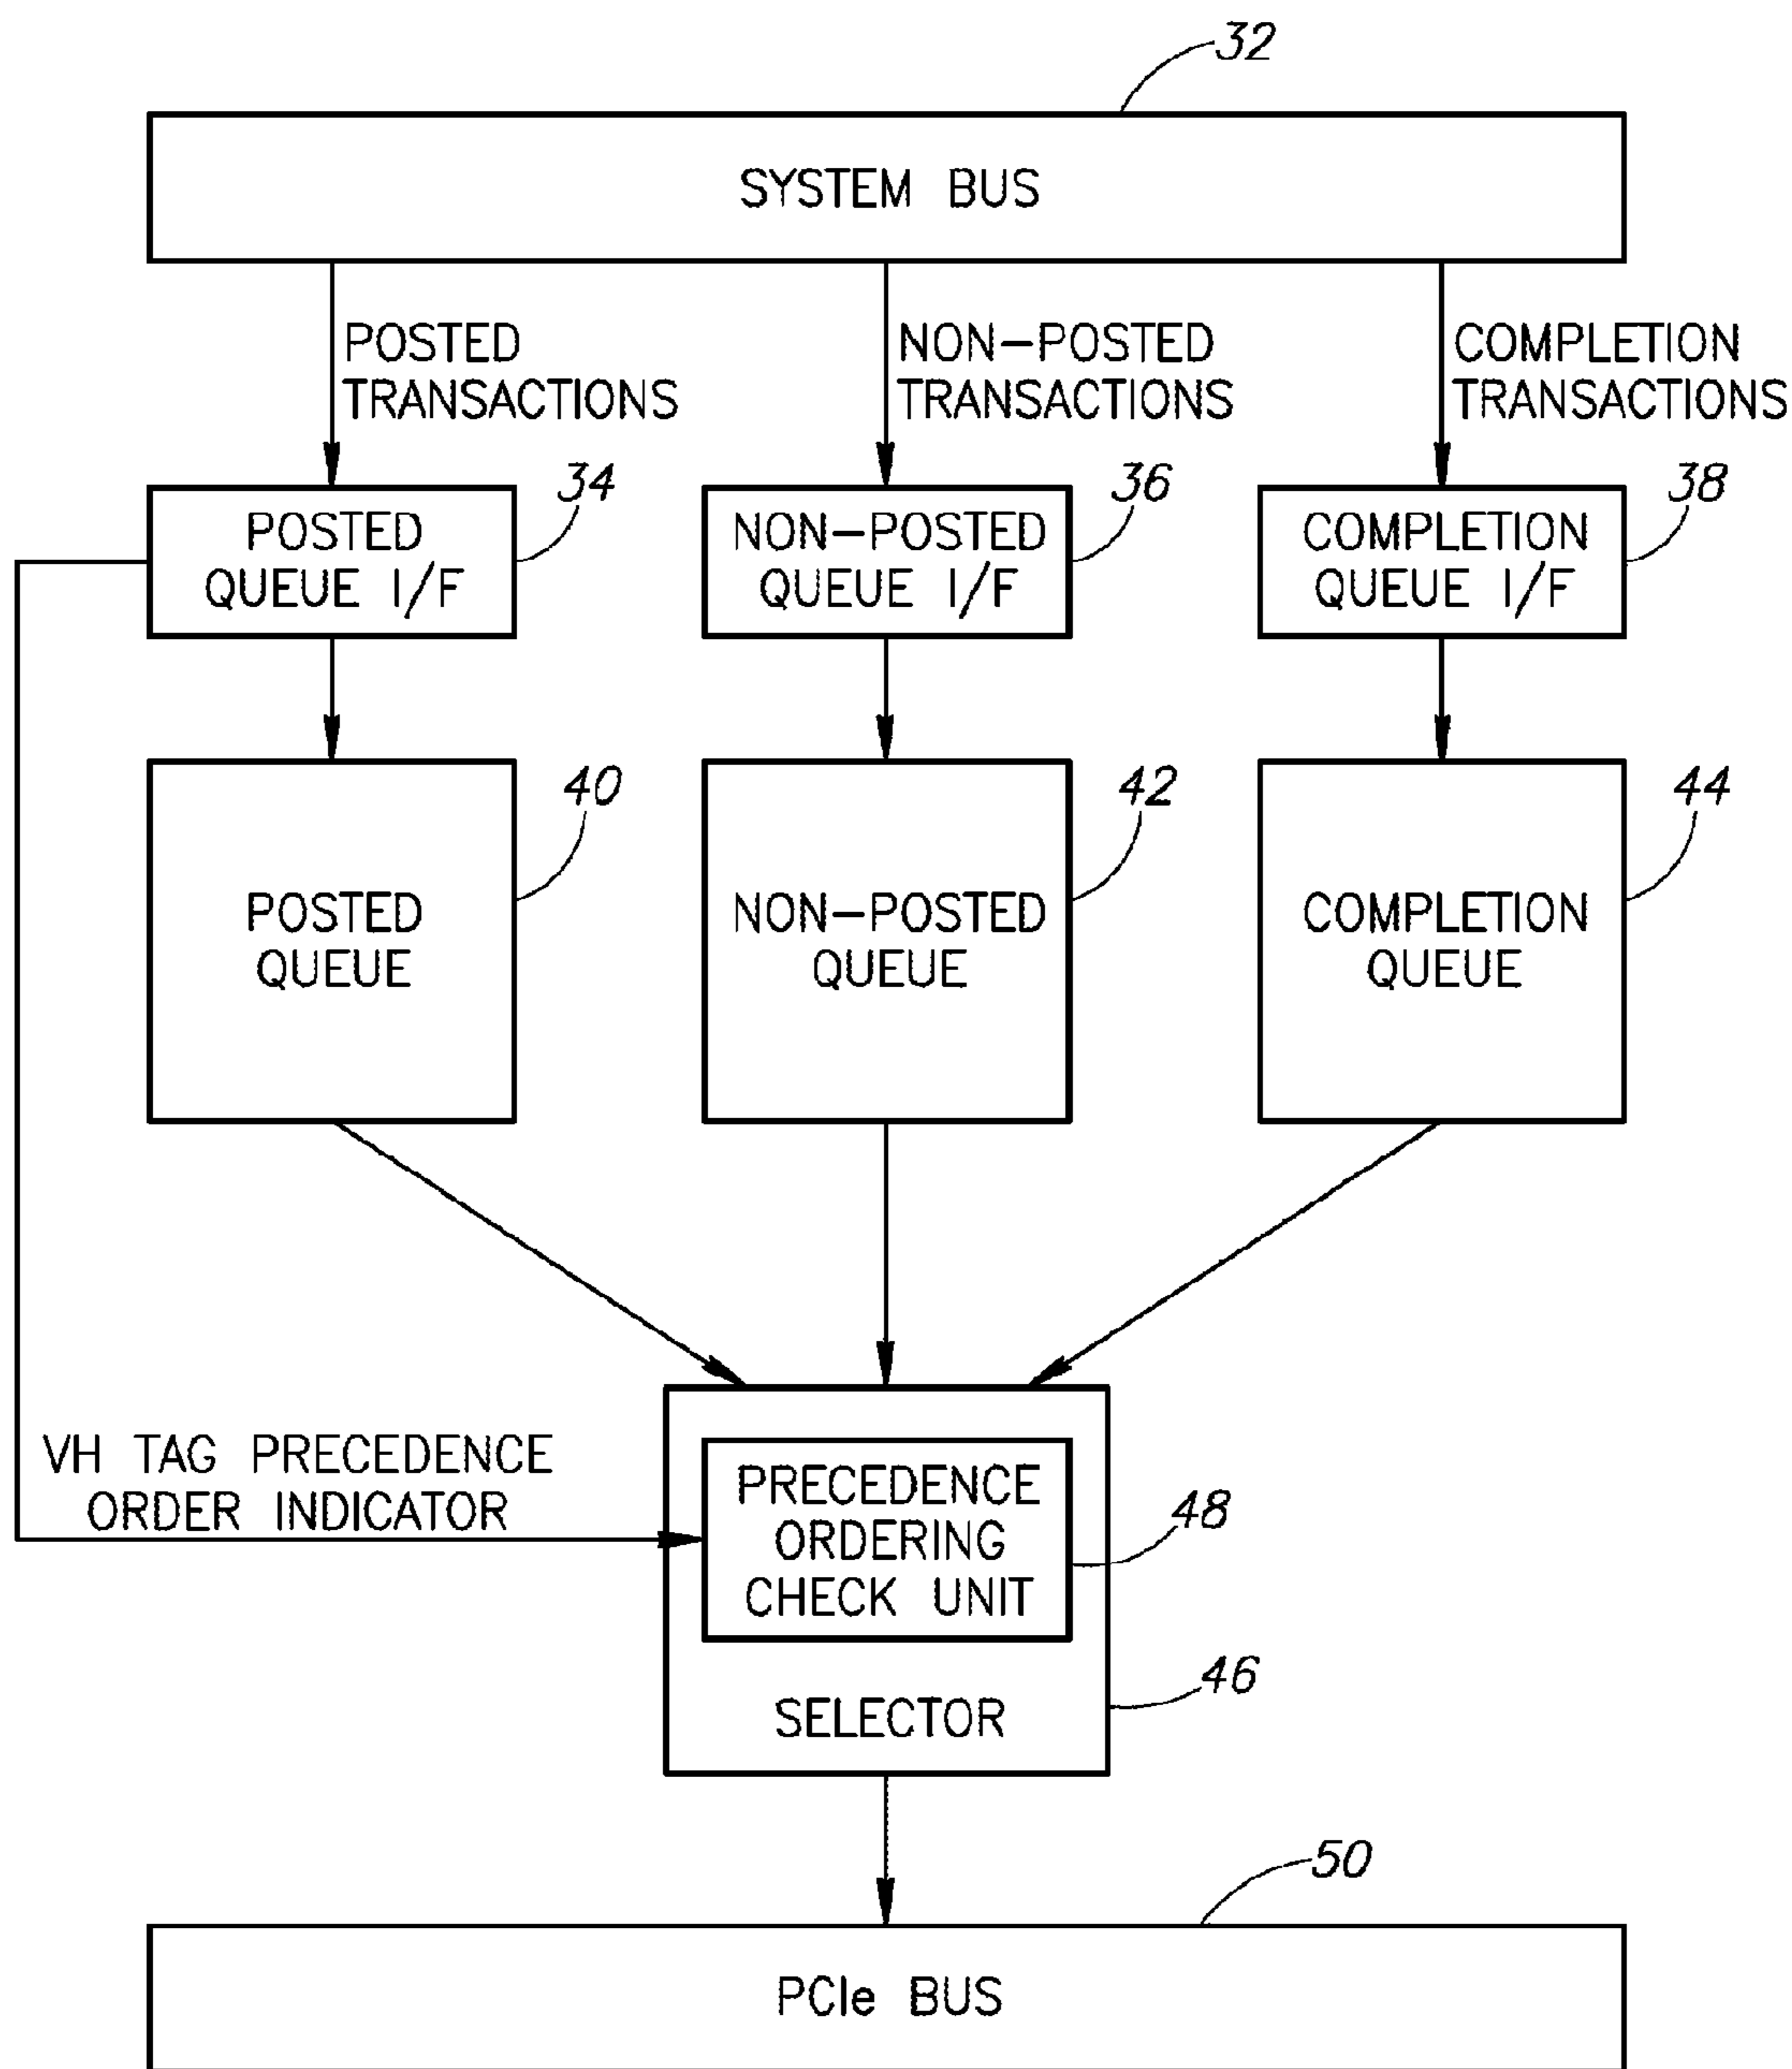 32
SYSTEM BUS
POSTED
TRANSACTIONS
NON-POSTED
TRANSACTIONS
COMPLETION
TRANSACTIONS
34
POSTED
QUEUE I/F
36
NON-POSTED
QUEUE I/F
38
COMPLETION
QUEUE I/F
40
POSTED
QUEUE
42
NON-POSTED
QUEUE
44
COMPLETION
QUEUE
VH TAG PRECEDENCE
ORDER INDICATOR
PRECEDENCE
ORDERING
CHECK UNIT
48
SELECTOR
46
50
PCIe BUS